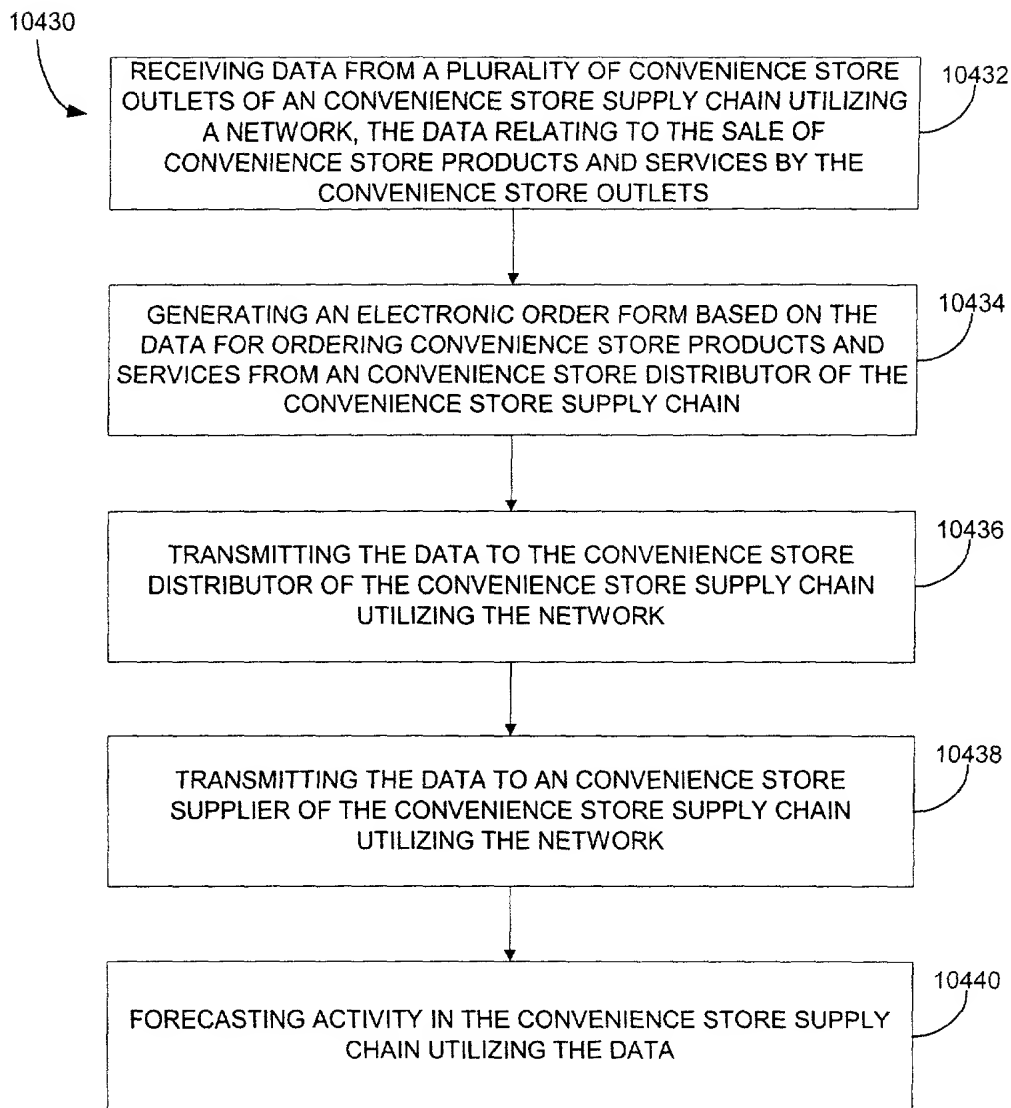 10430
RECEIVING DATA FROM A PLURALITY OF CONVENIENCE STORE
OUTLETS OF AN CONVENIENCE STORE SUPPLY CHAIN UTILIZING
A NETWORK, THE DATA RELATING TO THE SALE OF
CONVENIENCE STORE PRODUCTS AND SERVICES BY THE
CONVENIENCE STORE OUTLETS
10432
GENERATING AN ELECTRONIC ORDER FORM BASED ON THE
DATA FOR ORDERING CONVENIENCE STORE PRODUCTS AND
SERVICES FROM AN CONVENIENCE STORE DISTRIBUTOR OF THE
CONVENIENCE STORE SUPPLY CHAIN
10434
TRANSMITTING THE DATA TO THE CONVENIENCE STORE
DISTRIBUTOR OF THE CONVENIENCE STORE SUPPLY CHAIN
UTILIZING THE NETWORK
10436
TRANSMITTING THE DATA TO AN CONVENIENCE STORE
SUPPLIER OF THE CONVENIENCE STORE SUPPLY CHAIN
UTILIZING THE NETWORK
10438
FORECASTING ACTIVITY IN THE CONVENIENCE STORE SUPPLY
CHAIN UTILIZING THE DATA
10440